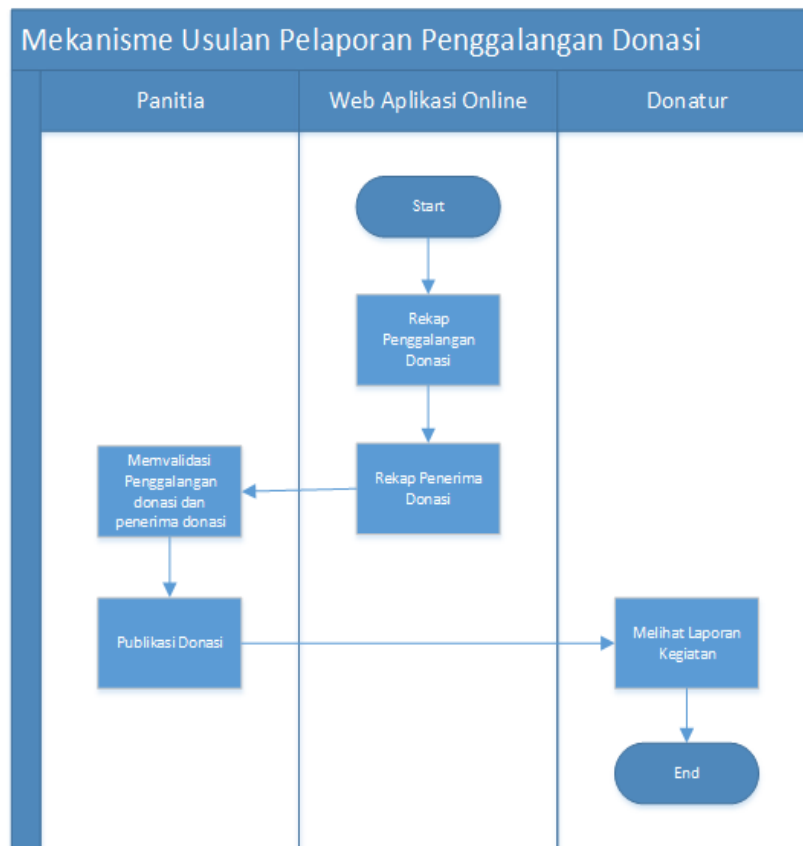 Mekanisme Usulan Pelaporan Penggalangan Donasi
Panitia
Web Aplikasi Online
Donatur
Start
Rekap
Penggalangan
Donasi
Rekap Penerima
Donasi
Memvalidasi
Penggalangan
donasi dan
penerima donasi
Publikasi Donasi
Melihat Laporan
Kegiatan
End